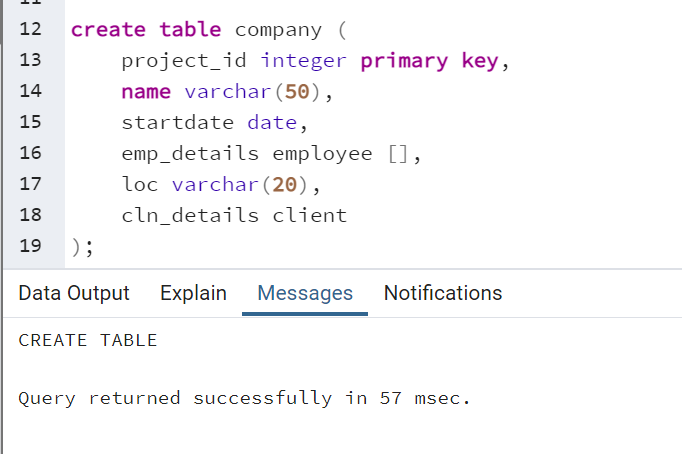 12 create table company (
13 project_id integer primary key,
14 name varchar(50),
15 startdate date,
16 emp_details employee [],
17 loc varchar(20),
18 cln_details client
19 );
Data Output Explain Messages Notifications
CREATE TABLE
Query returned successfully in 57 msec.